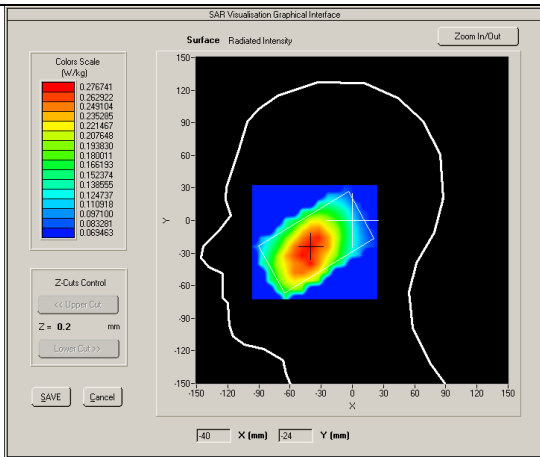 SAR Visualisation Graphical Interface
Surface Radiated Intensity
Zoom In/Out
Colors Scale
(W/kg)
0.276741
0.262922
0.249104
0.235285
0.221467
0.207648
0.193830
0.180011
0.166193
0.152374
0.138555
0.124737
0.110918
0.097100
0.083281
0.069463
Z-Cuts Control
<< Upper Cut
Z = 0.2 mm
Lower Cut >>
SAVE Cancel
150
120
90
60
30
0
-30
-60
-90
-120
-150
Y
-150 -120 -90 -60 -30 0 30 60 90 120 150
X
-40 X (mm) -24 Y (mm)